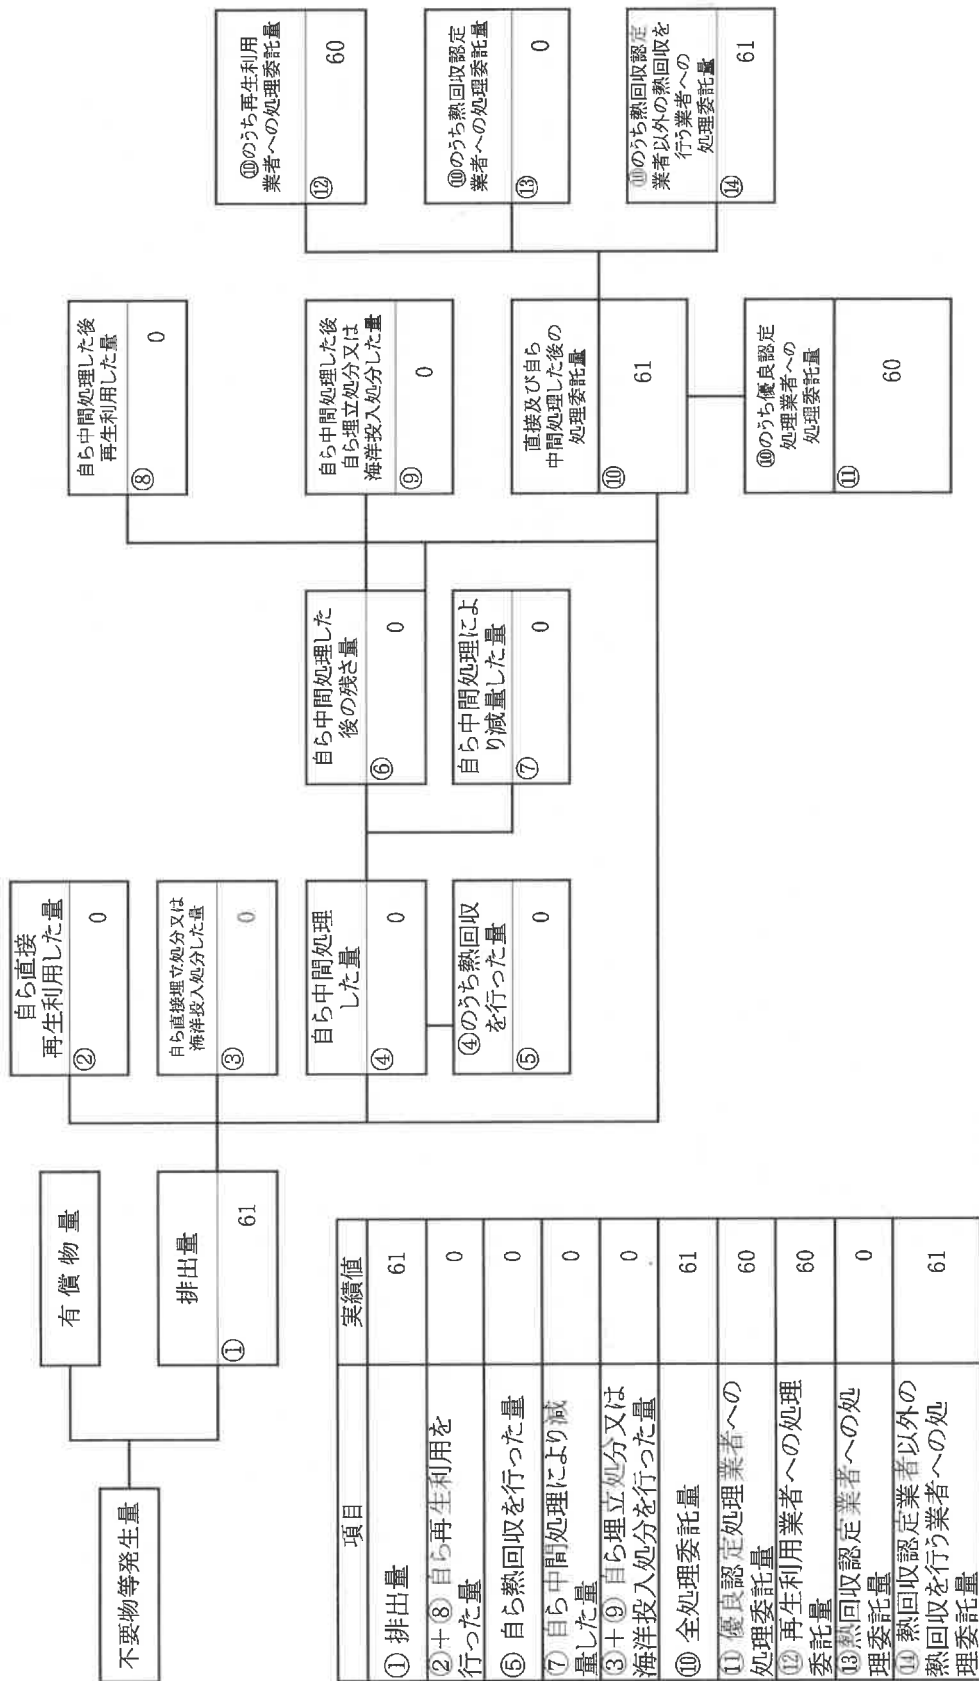 不要物等発生量
有償物量
排出量
①
61
自ら直接
再生利用した量
②
0
自ら直接埋立処分又は
海洋投入処分した量
③
0
自ら中間処理
した量
④
0
④のうち熱回収
を行った量
⑤
0
自ら中間処理した
後の残さ量
⑥
0
自ら中間処理によ
り減量した量
⑦
0
自ら中間処理した後
再生利用した量
⑧
0
自ら中間処理した後
自ら埋立処分又は
海洋投入処分した量
⑨
0
直接及び自ら
中間処理した後の
処理委託量
⑩
61
⑩のうち優良認定
処理業者への
処理委託量
⑪
60
⑩のうち再生利用
業者への処理委託量
⑫
60
⑩のうち熱回収認定
業者への処理委託量
⑬
0
⑩のうち熱回収認定
業者以外の熱回収を
行う業者への
処理委託量
⑭
61
項目 実績値
①排出量 61
②+⑧自ら再生利用を
行った量 0
⑤自ら熱回収を行った量 0
⑦自ら中間処理により減
量した量 0
③+⑨自ら埋立処分又は
海洋投入処分を行った量 0
⑩全処理委託量 61
⑪優良認定処理業者への
処理委託量 60
⑫再生利用業者への処理
委託量 60
⑬熱回収認定業者への処
理委託量 0
⑭熱回収認定業者以外の
熱回収を行う業者への処
理委託量 61